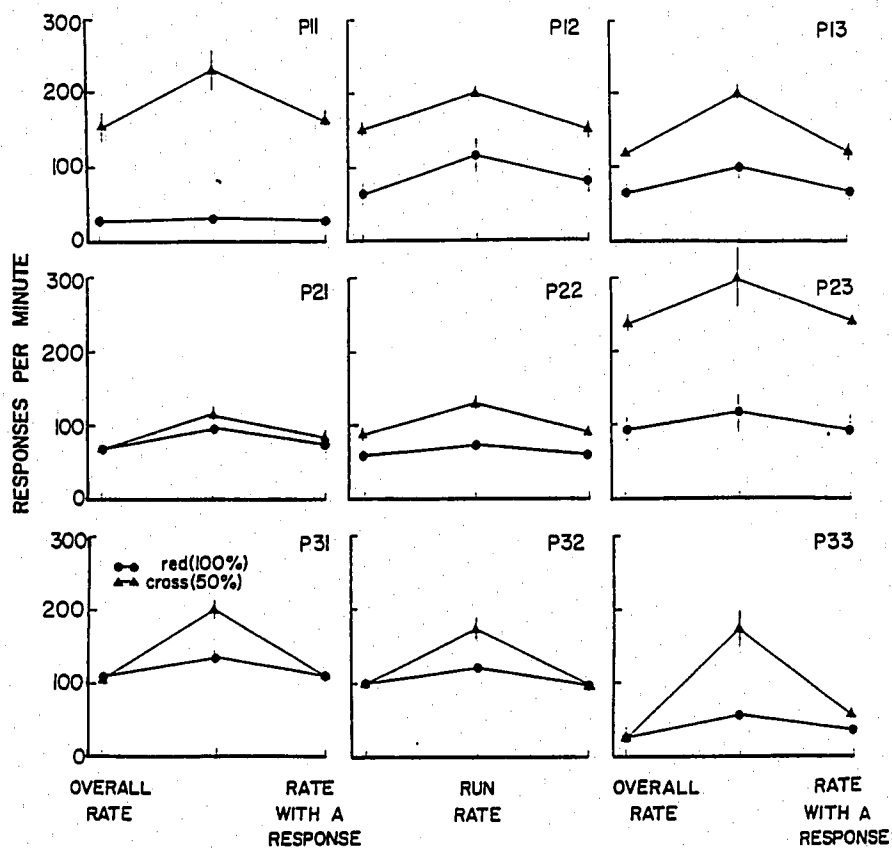 RESPONSES PER MINUTE
300
200
100
0
P11
P12
P13
300
200
100
0
P21
P22
P23
300
200
100
0
P31
red(100%)
cross(50%)
P32
P33
OVERALL
RATE
RATE
WITH A
RESPONSE
RUN
RATE
OVERALL
RATE
RATE
WITH A
RESPONSE